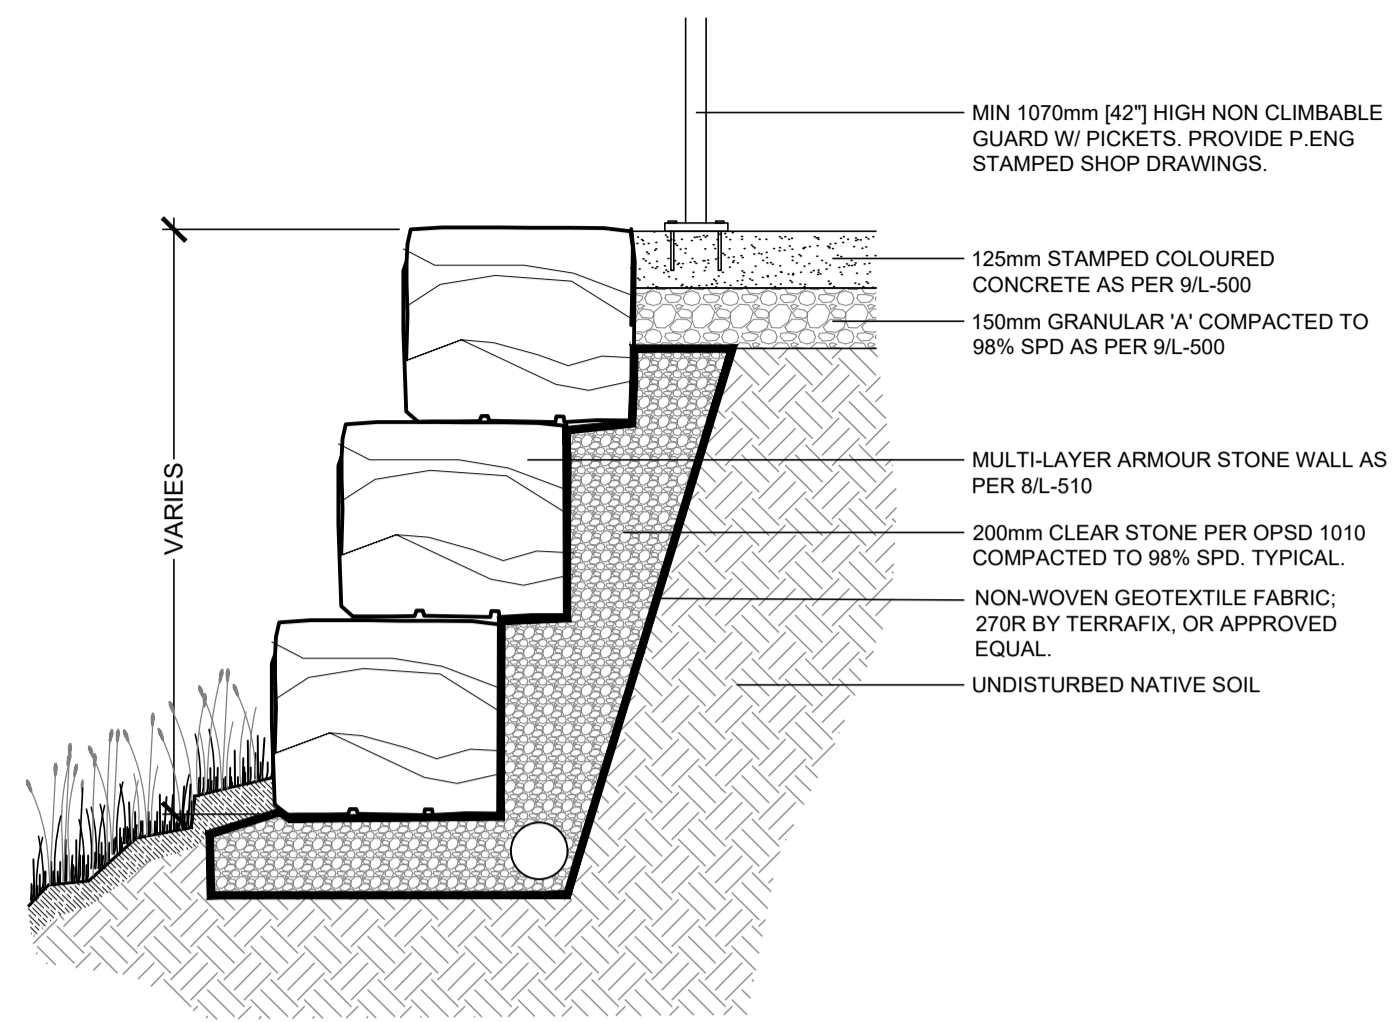 MIN 1070mm [42"] HIGH NON CLIMBABLE
GUARD W/ PICKETS. PROVIDE P.ENG
STAMPED SHOP DRAWINGS.
125mm STAMPED COLOURED
CONCRETE AS PER 9/L-500
150mm GRANULAR 'A' COMPACTED TO
98% SPD AS PER 9/L-500
MULTI-LAYER ARMOUR STONE WALL AS
PER 8/L-510
VARIES
200mm CLEAR STONE PER OPSD 1010
COMPACTED TO 98% SPD. TYPICAL.
NON-WOVEN GEOTEXTILE FABRIC;
270R BY TERRAFIX, OR APPROVED
EQUAL.
UNDISTURBED NATIVE SOIL